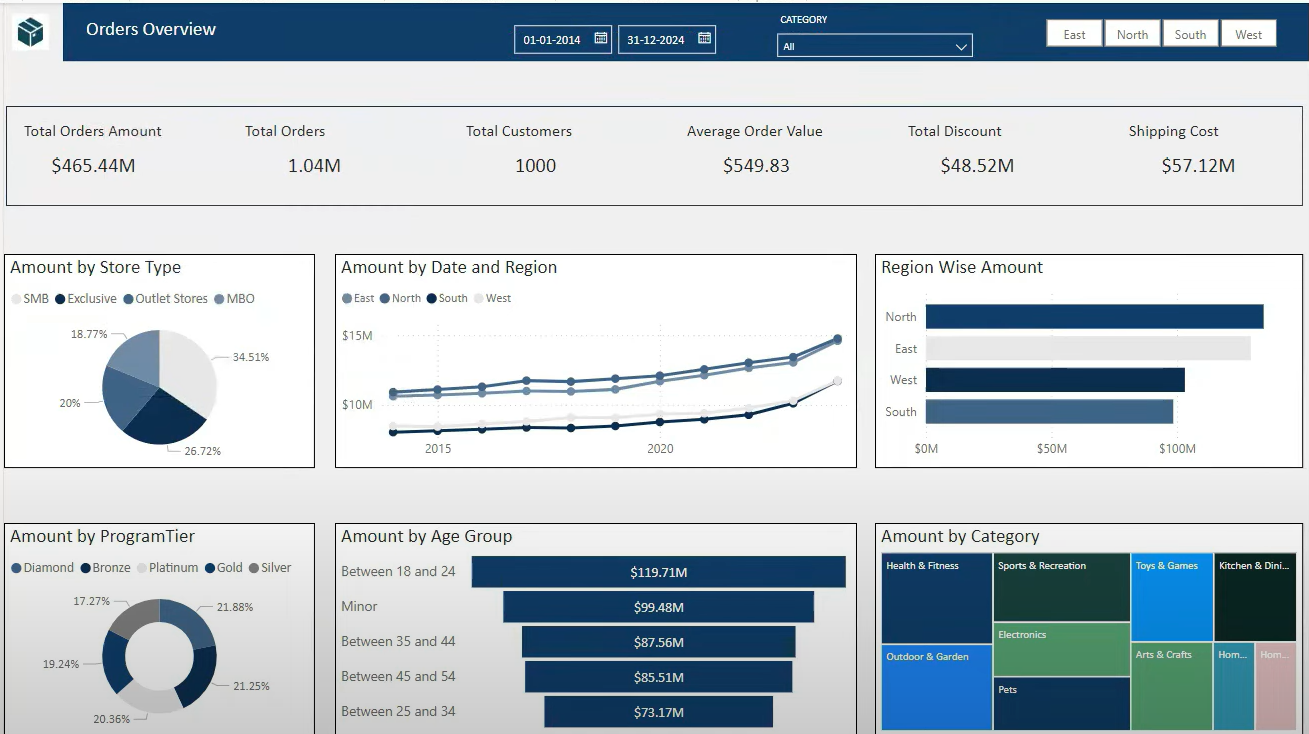 Orders Overview
01-01-2014
31-12-2024
CATEGORY
All
East North South West
Total Orders Amount
$465.44M
Total Orders
1.04M
Total Customers
1000
Average Order Value
$549.83
Total Discount
$48.52M
Shipping Cost
$57.12M
Amount by Store Type
SMB Exclusive Outlet Stores MBO
18.77%
34.51%
20%
26.72%
Amount by Date and Region
East North South West
$15M
$10M
2015 2020
Region Wise Amount
North
East
West
South
$0M $50M $100M
Amount by ProgramTier
Diamond Bronze Platinum Gold Silver
17.27%
21.88%
19.24%
21.25%
20.36%
Amount by Age Group
Between 18 and 24 $119.71M
Minor $99.48M
Between 35 and 44 $87.56M
Between 45 and 54 $85.51M
Between 25 and 34 $73.17M
Amount by Category
Health & Fitness
Outdoor & Garden
Sports & Recreation
Electronics
Pets
Toys & Games
Kitchen & Dini...
Arts & Crafts
Hom...
Hom...